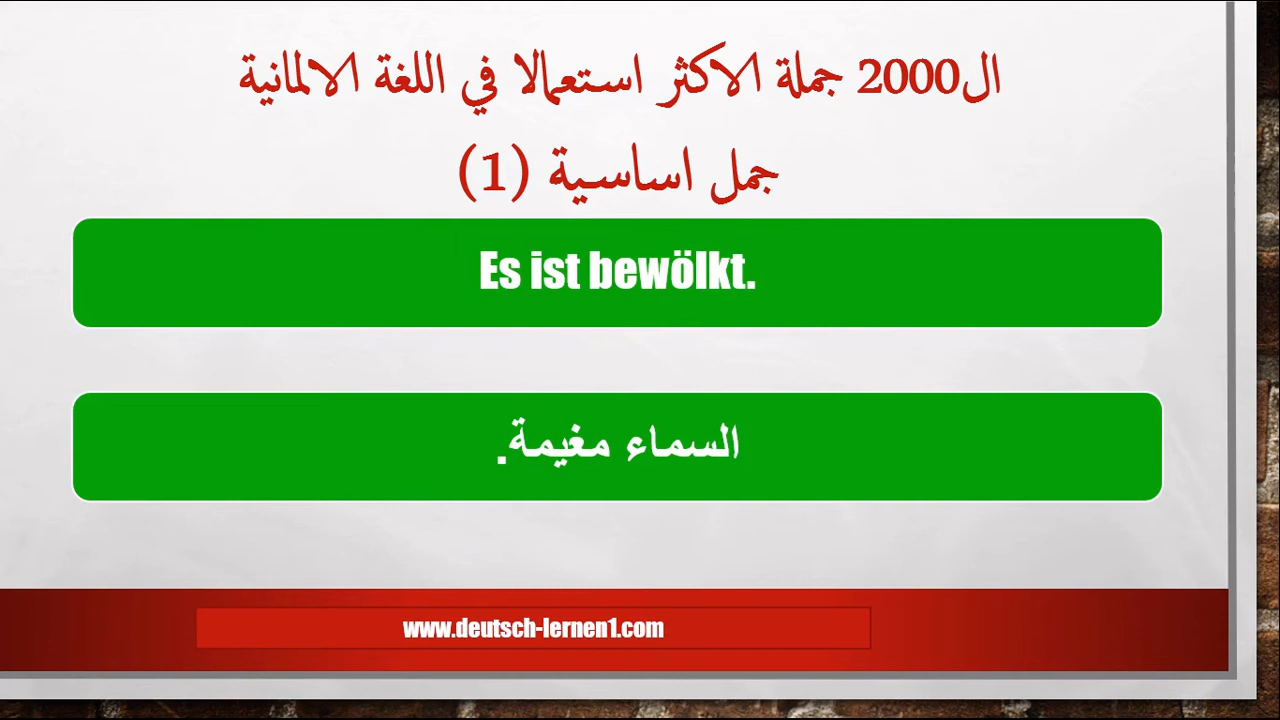 ال2000 جملة الاكثر استعمالا في اللغة الالمانية
جمل اساسية (1)
Es ist bewölkt.
السماء مغيمة.
www.deutsch-lernen1.com